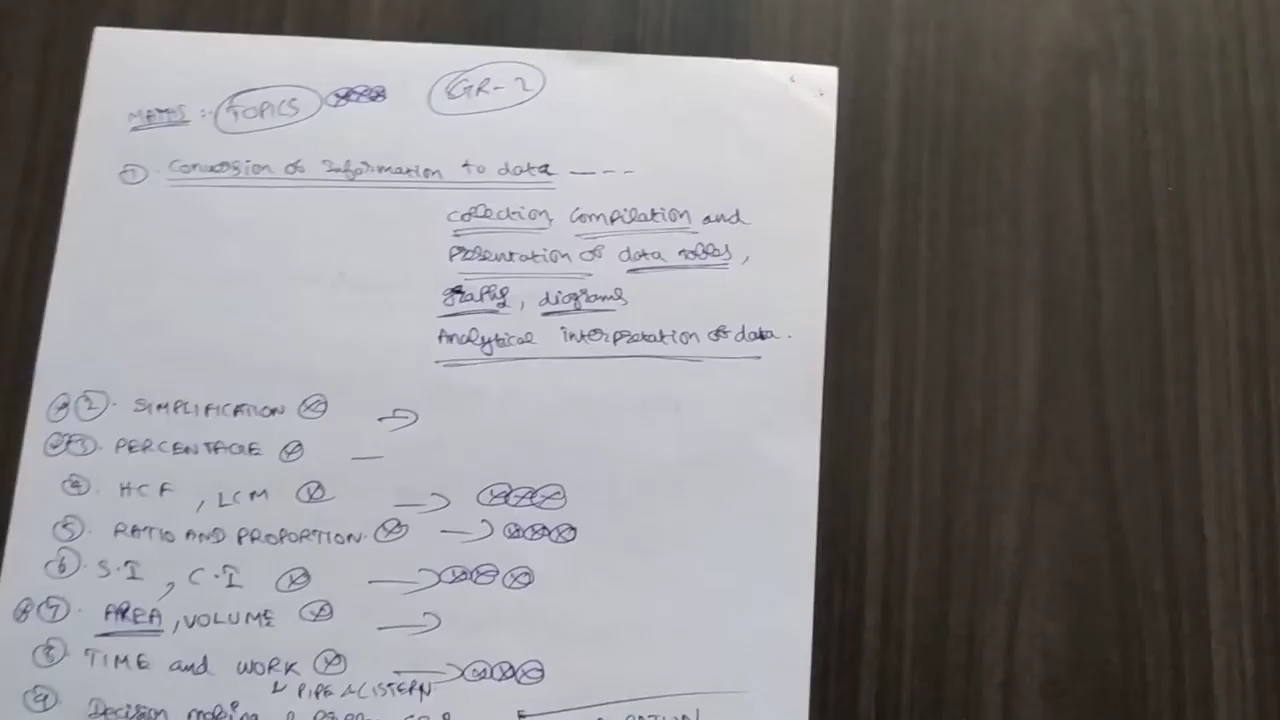 MATHS :- TOPICS GR-2
1. Conversion of Information to data ----
collection, Compilation and
Presentation of data tables,
graphs, diagrams
Analytical interpretation of data.
2. SIMPLIFICATION
3. PERCENTAGE
4. HCF, LCM
5. RATIO AND PROPORTION.
6. S.I, C.I
7. AREA, VOLUME
8. TIME and WORK
& PIPE & CISTERN
9. Decision making &